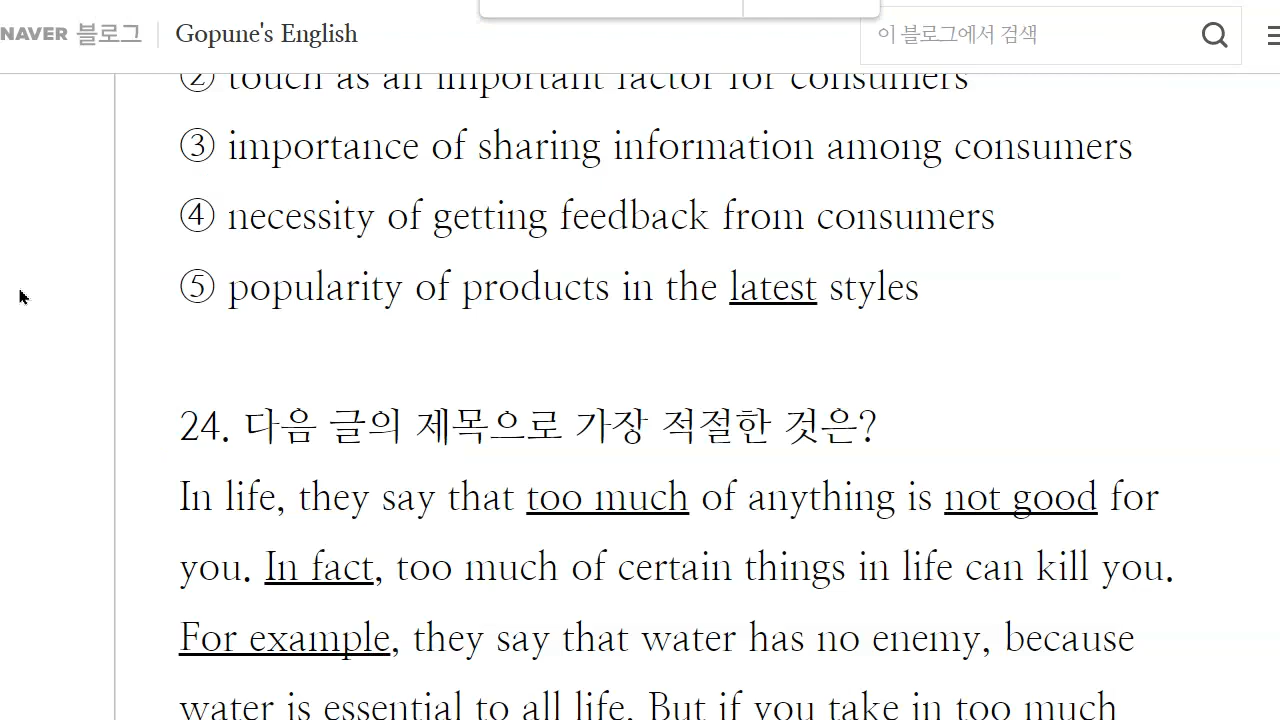 NAVER 블로그 Gopune's English 이 블로그에서 검색
② touch as an important factor for consumers
③ importance of sharing information among consumers
④ necessity of getting feedback from consumers
⑤ popularity of products in the latest styles
24. 다음 글의 제목으로 가장 적절한 것은?
In life, they say that too much of anything is not good for
you. In fact, too much of certain things in life can kill you.
For example, they say that water has no enemy, because
water is essential to all life. But if you take in too much